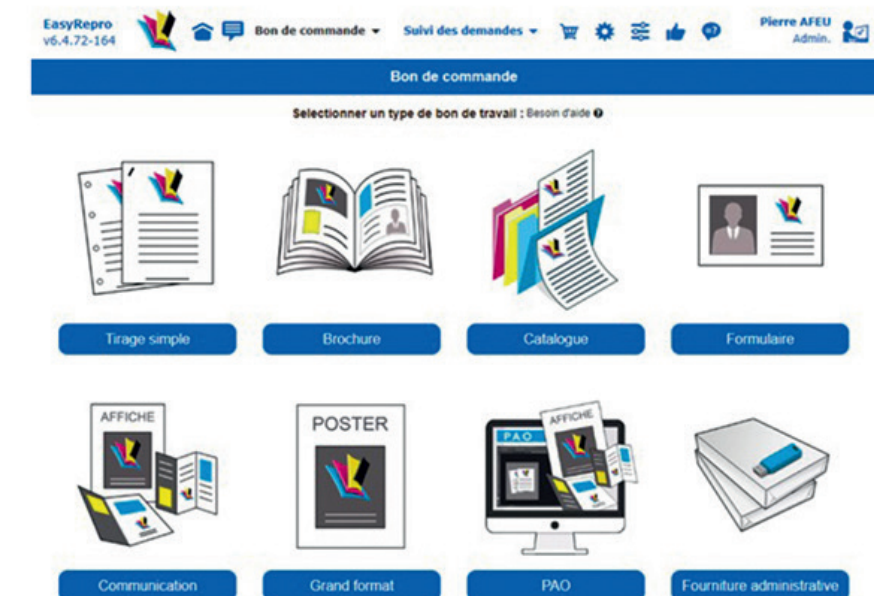 EasyRepro
v6.4.72-164
Bon de commande
Suivi des demandes
Pierre AFEU
Admin.
Bon de commande
Selectionner un type de bon de travail : Besoin d'aide
Tirage simple
Brochure
Catalogue
Formulaire
AFFICHE
POSTER
PAO
AFFICHE
Communication
Grand format
PAO
Fourniture administrative